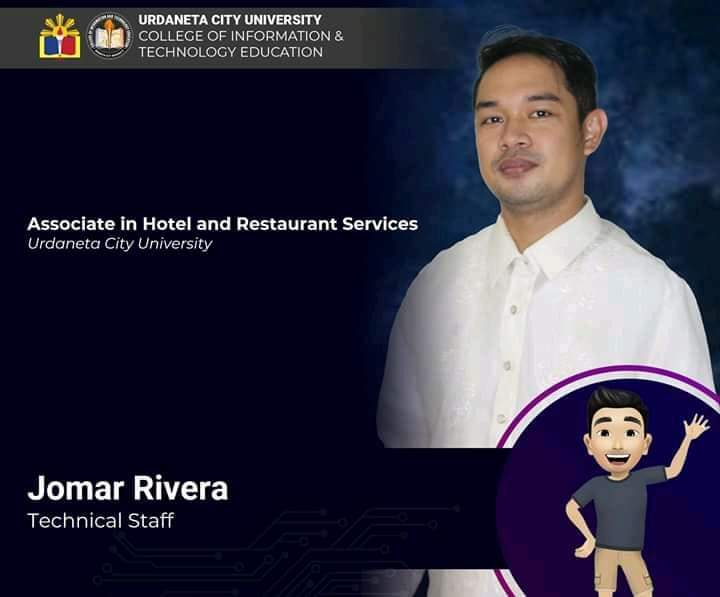 URDANETA CITY UNIVERSITY
COLLEGE OF INFORMATION &
TECHNOLOGY EDUCATION
Associate in Hotel and Restaurant Services
Urdaneta City University
Jomar Rivera
Technical Staff